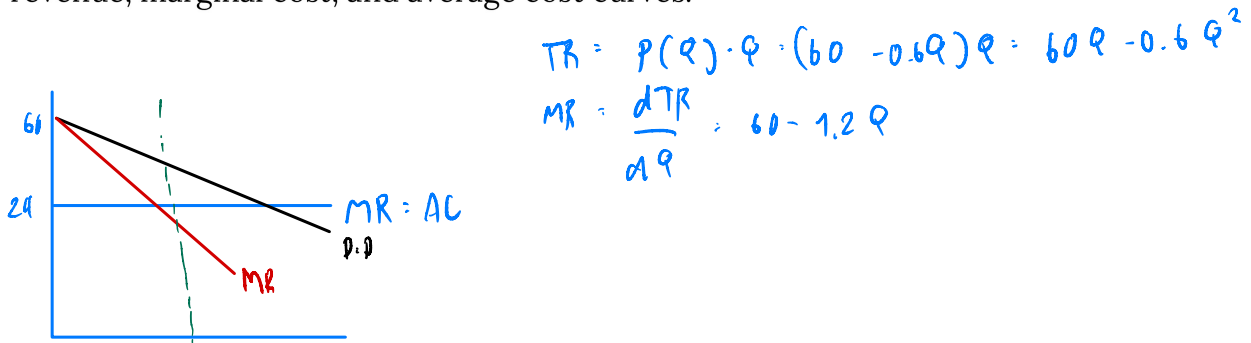 revenue, marginal cost, and average cost curves.
TR = P(Q)·Q = (60 - 0.6Q)Q = 60Q - 0.6Q²
MR = dTR/dQ = 60 - 1.2Q
60
MR = AC
D.D
MR